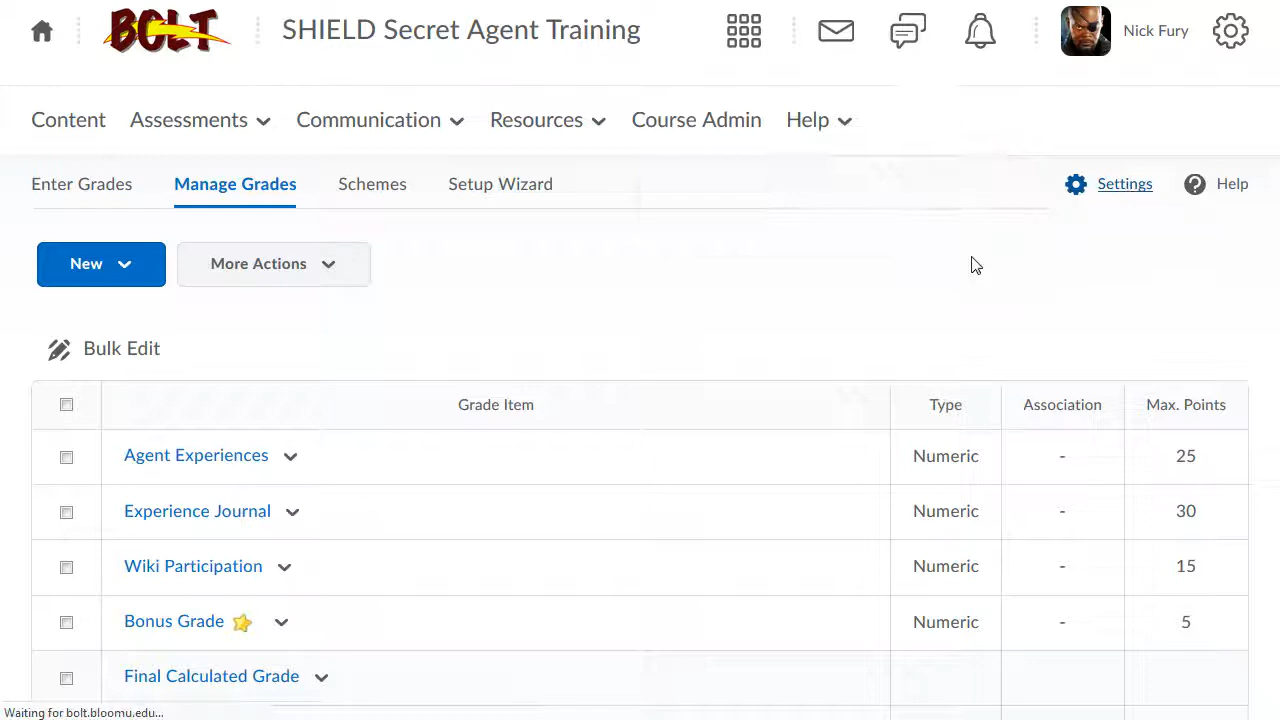 BOLT
SHIELD Secret Agent Training
Nick Fury
Content Assessments Communication Resources Course Admin Help
Enter Grades Manage Grades Schemes Setup Wizard Settings Help
New More Actions
Bulk Edit
Grade Item Type Association Max. Points
Agent Experiences Numeric - 25
Experience Journal Numeric - 30
Wiki Participation Numeric - 15
Bonus Grade Numeric - 5
Final Calculated Grade
Waiting for bolt.bloomu.edu...